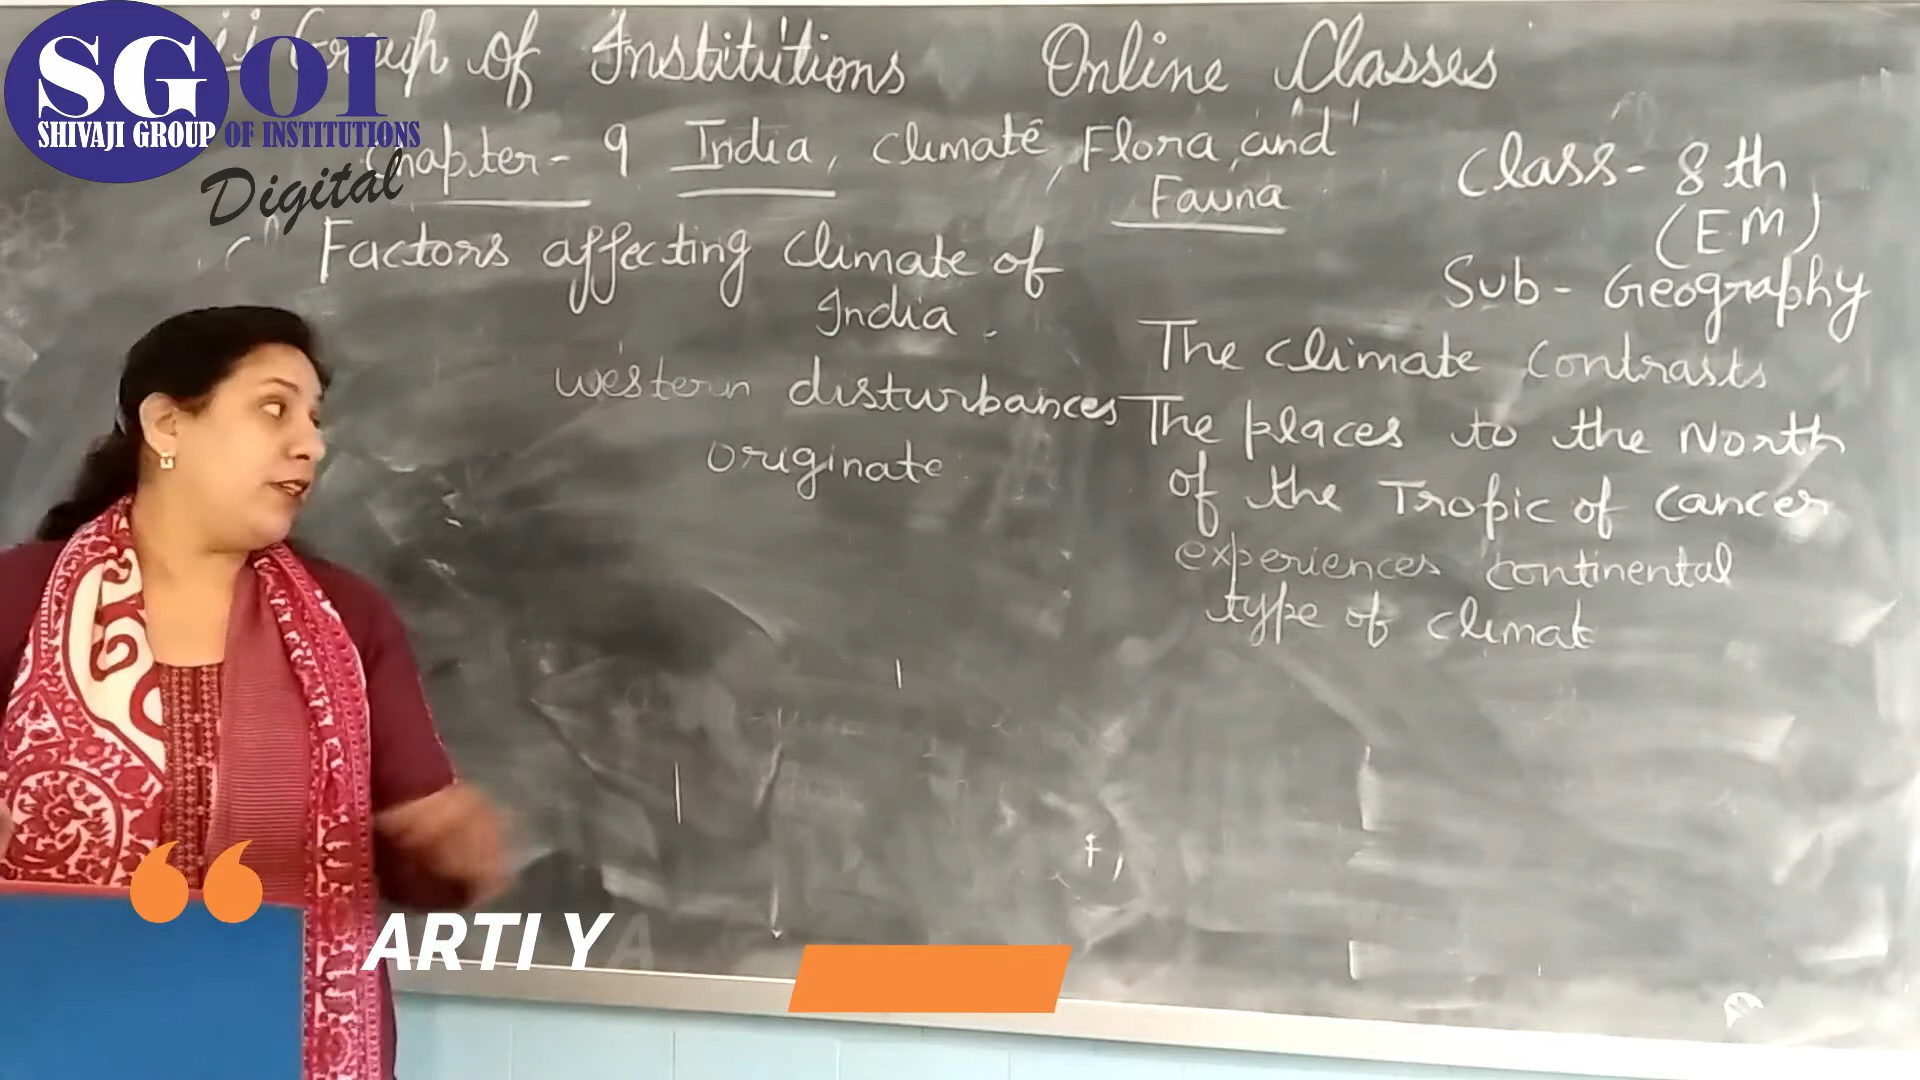 SGOI
SHIVAJI GROUP OF INSTITUTIONS
Digital
Group of Institutions Online Classes
Chapter- 9 India, climate, Flora, and
Fauna
Class- 8th
(EM)
Sub- Geography
Factors affecting climate of
India
western disturbances
originate
The climate contrasts
The places to the North
of the Tropic of Cancer
experiences continental
type of climat
ARTI Y